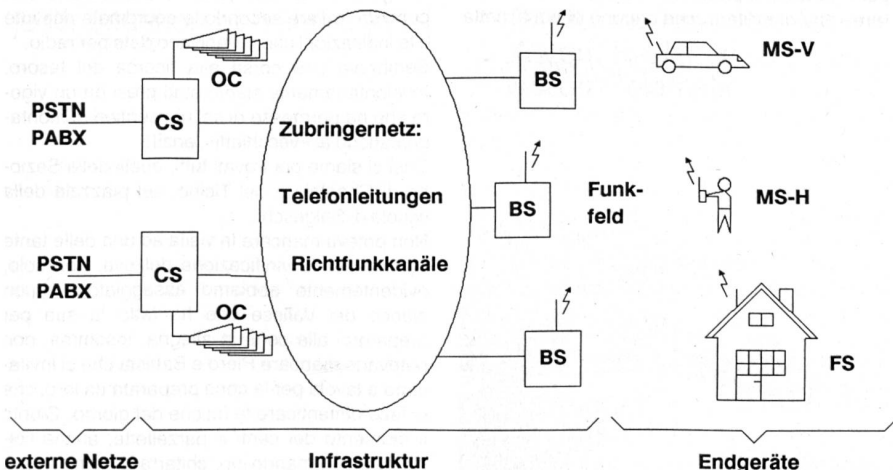 OC
PSTN
PABX
CS
Zubringernetz:
Telefonleitungen
Richtfunkkanäle
PSTN
PABX
CS
OC
BS
BS
BS
Funk-
feld
MS-V
MS-H
FS
externe Netze
Infrastruktur
Endgeräte